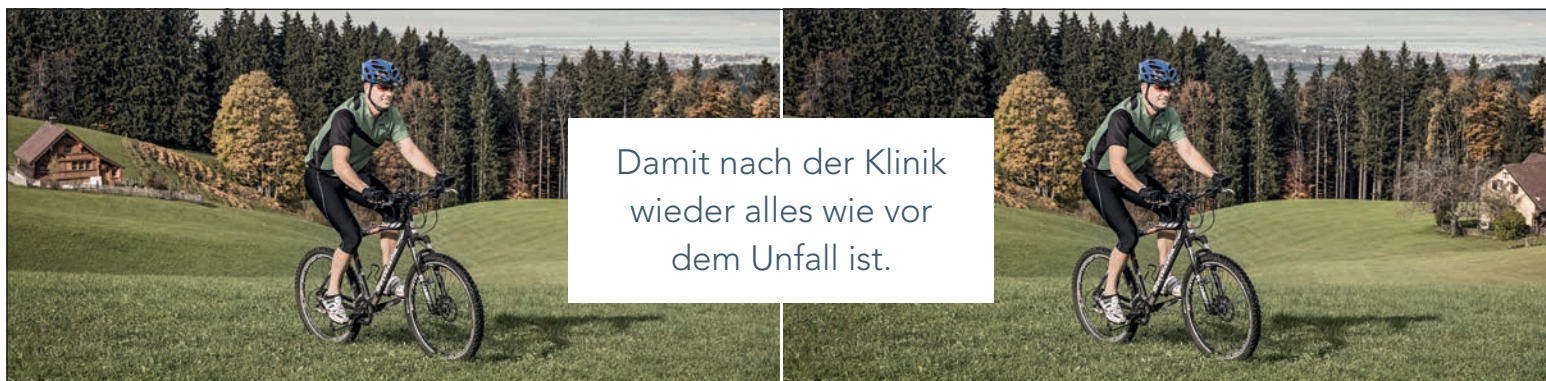 Damit nach der Klinik
wieder alles wie vor
dem Unfall ist.